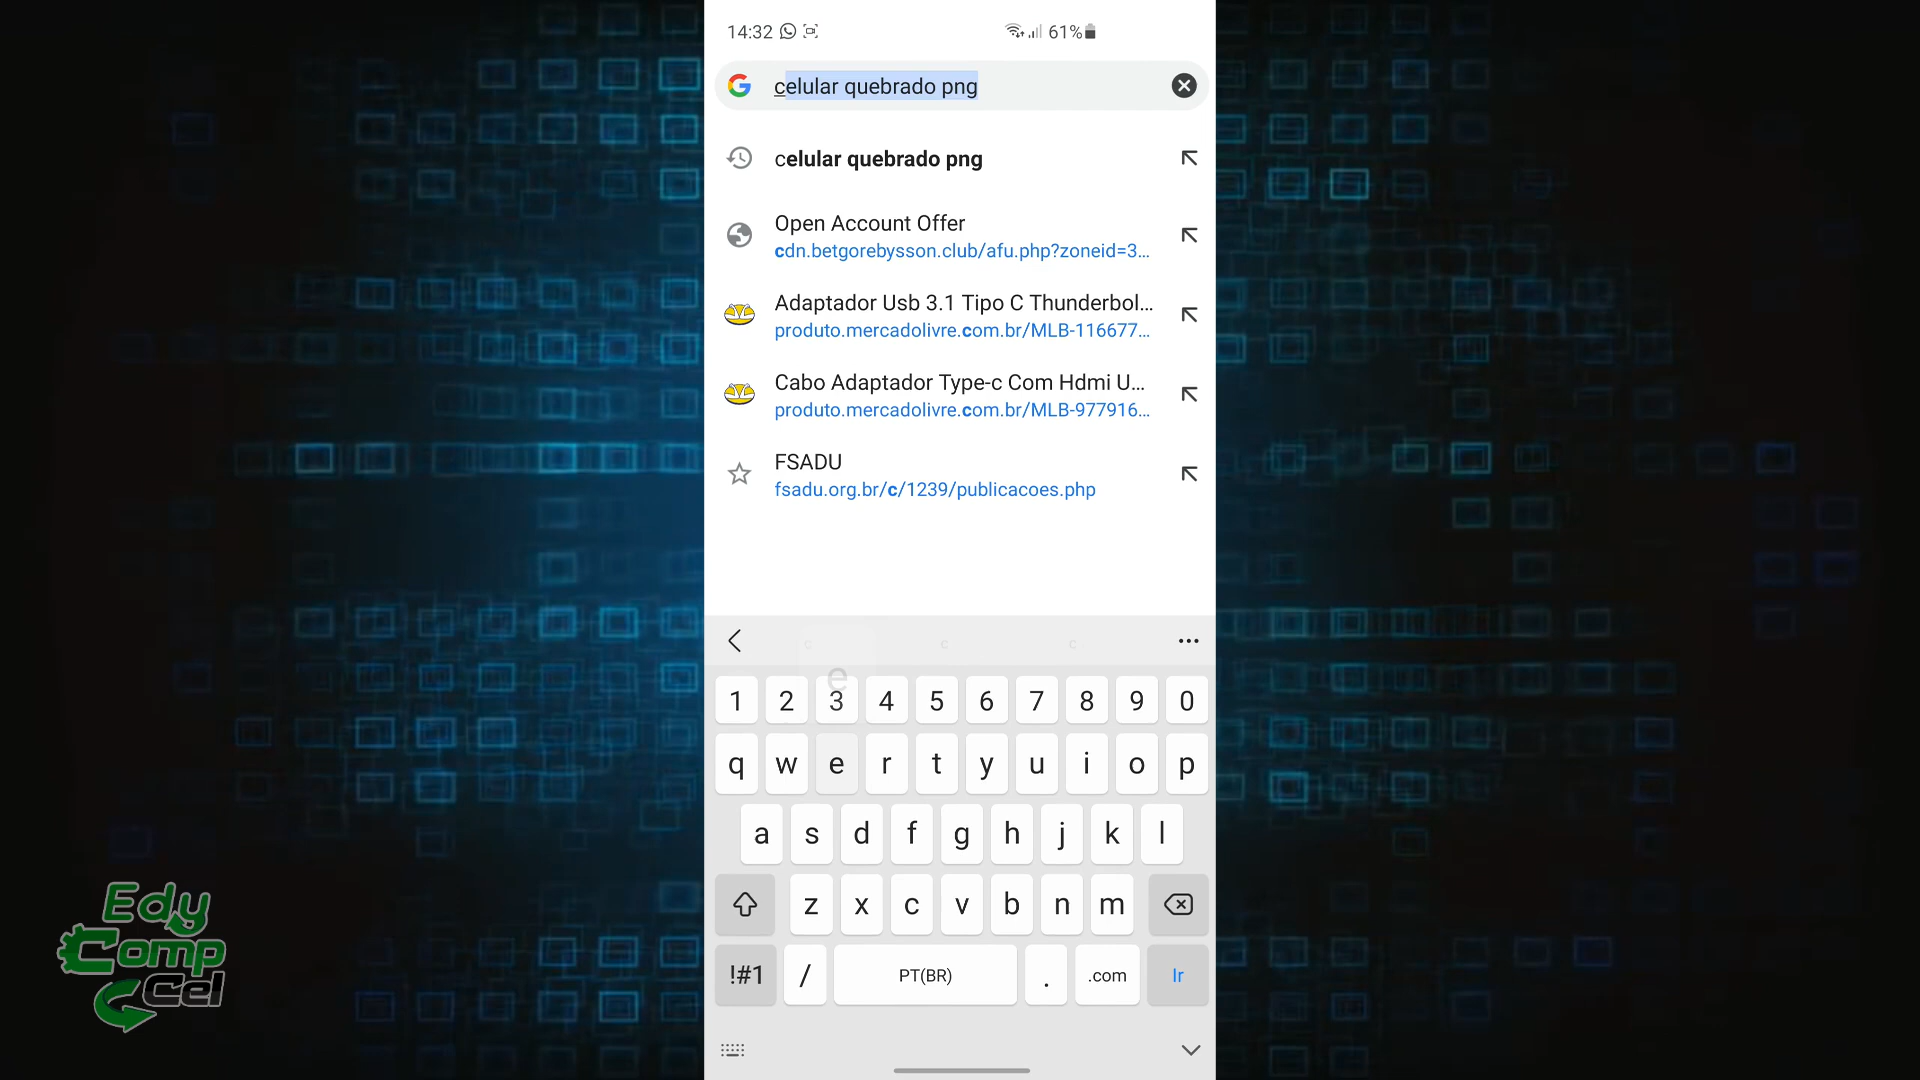 14:32
61%
celular quebrado png
celular quebrado png
Open Account Offer
cdn.betgorebysson.club/afu.php?zoneid=3...
Adaptador Usb 3.1 Tipo C Thunderbol...
produto.mercadolivre.com.br/MLB-116677...
Cabo Adaptador Type-c Com Hdmi U...
produto.mercadolivre.com.br/MLB-977916...
FSADU
fsadu.org.br/c/1239/publicacoes.php
c c c
e
1 2 3 4 5 6 7 8 9 0
q w e r t y u i o p
a s d f g h j k l
z x c v b n m
!#1 / PT(BR) . .com Ir
Edy
Comp
Cel